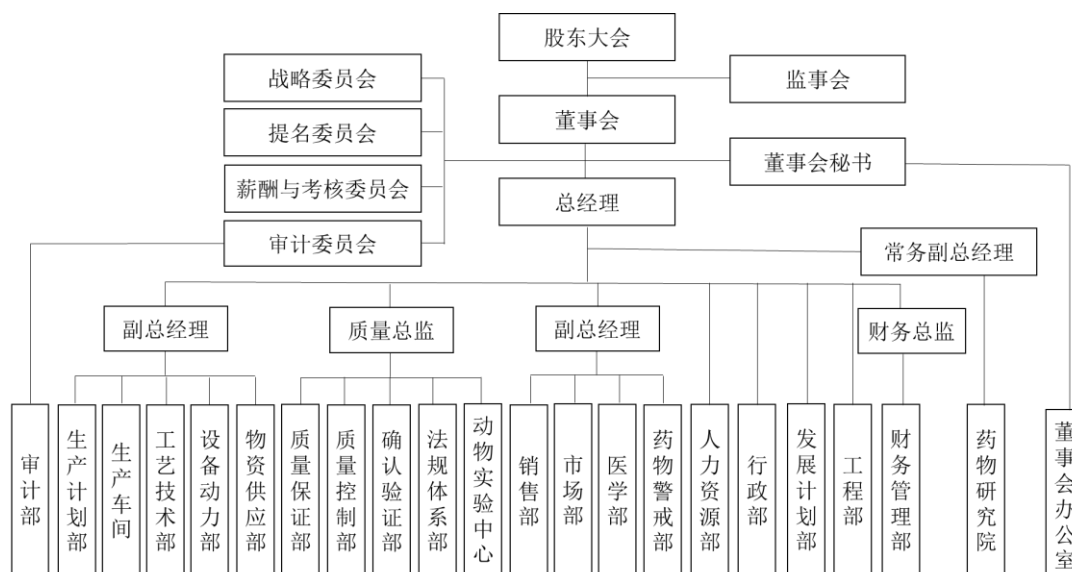 股东大会
战略委员会
监事会
提名委员会
董事会
董事会秘书
薪酬与考核委员会
总经理
审计委员会
常务副总经理
副总经理
质量总监
副总经理
财务总监
审计部
生产计划部
生产车间
工艺技术部
设备动力部
物资供应部
质量保证部
质量控制部
确认验证部
法规体系部
动物实验中心
销售部
市场部
医学部
药物警戒部
人力资源部
行政部
发展计划部
工程部
财务管理部
药物研究院
董事会办公室